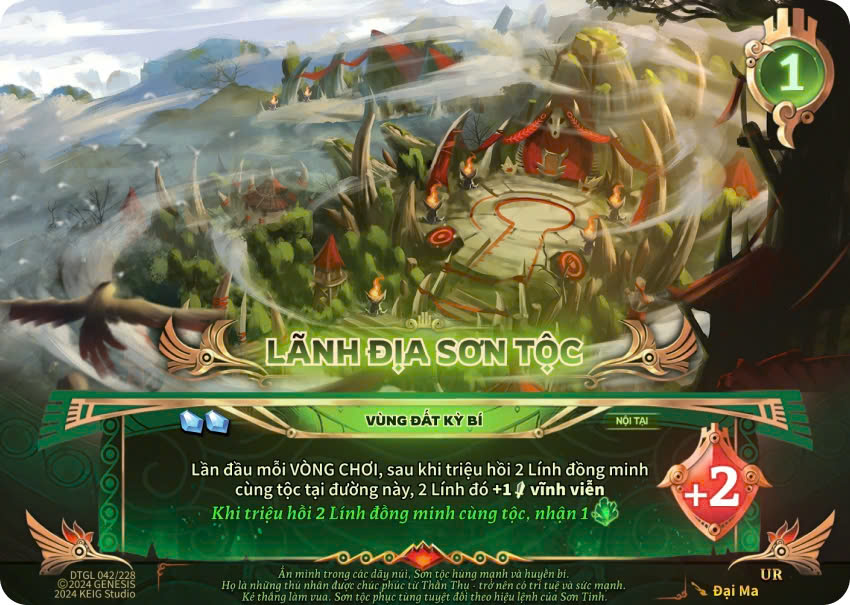 1
LÃNH ĐỊA SƠN TỘC
VÙNG ĐẤT KỲ BÍ
NỘI TẠI
Lần đầu mỗi VÒNG CHƠI, sau khi triệu hồi 2 Lính đồng minh
cùng tộc tại đường này, 2 Lính đó +1 vĩnh viễn
Khi triệu hồi 2 Lính đồng minh cùng tộc, nhận 1
+2
DTGL 042/228
©2024 GENESIS
2024 KEIG Studio
Ẩn mình trong các dãy núi, Sơn tộc hùng mạnh và huyền bí.
Họ là những thú nhân được chúc phúc từ Thần Thụ - trở nên có trí tuệ và sức mạnh.
Kẻ thắng làm vua. Sơn tộc phục tùng tuyệt đối theo hiệu lệnh của Sơn Tinh.
UR
Đại Ma